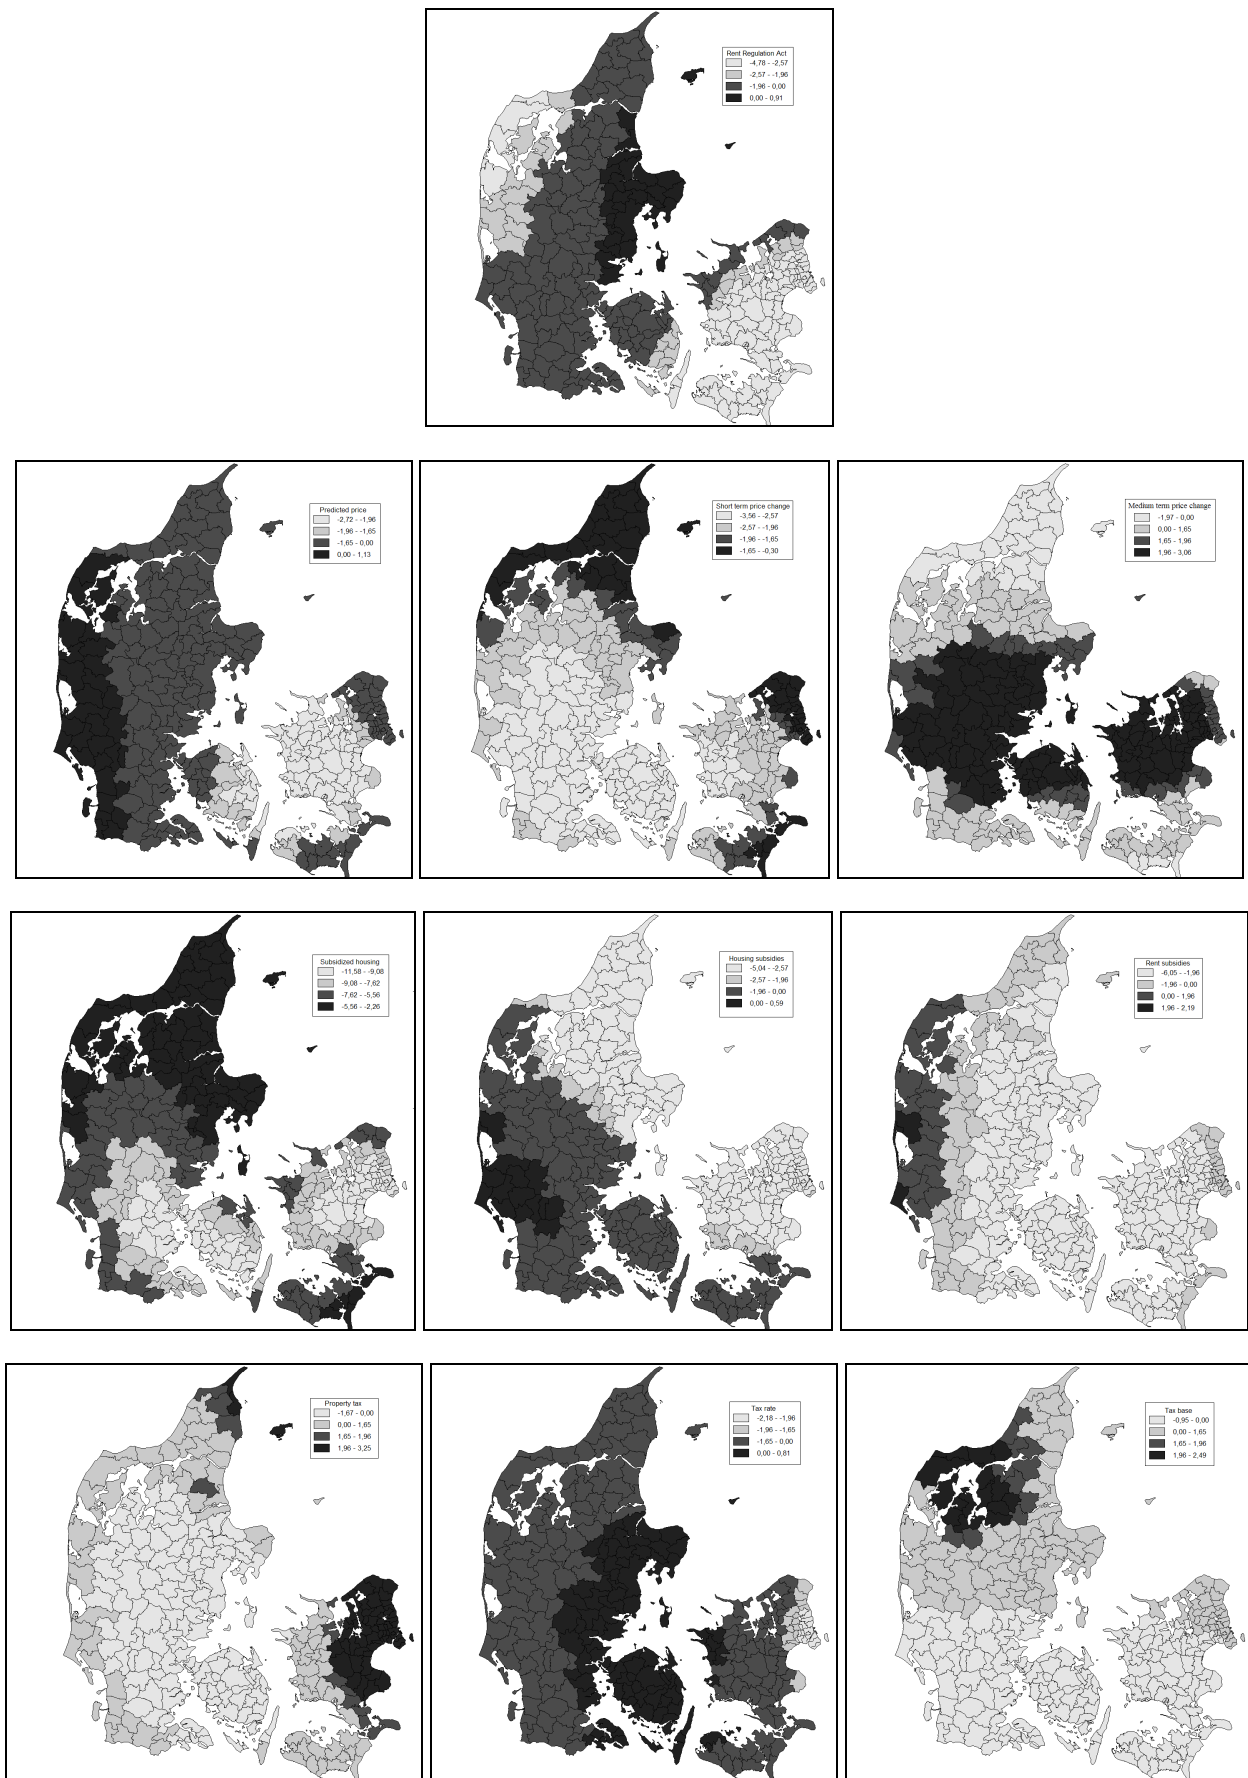 Rent Regulation Act
-4,78 - -2,57
-2,57 - -1,96
-1,96 - 0,00
0,00 - 0,91
Predicted price
-2,72 - -1,96
-1,96 - -1,65
-1,65 - 0,00
0,00 - 1,13
Short term price change
-3,56 - -2,57
-2,57 - -1,96
-1,96 - -1,65
-1,65 - -0,30
Medium term price change
-1,97 - 0,00
0,00 - 1,65
1,65 - 1,96
1,96 - 3,06
Subsidized housing
-11,58 - -9,08
-9,08 - -7,62
-7,62 - -5,56
-5,56 - -2,26
Housing subsidies
-5,04 - -2,57
-2,57 - -1,96
-1,96 - 0,00
0,00 - 0,59
Rent subsidies
-6,05 - -1,96
-1,96 - 0,00
0,00 - 1,96
1,96 - 2,19
Property tax
-1,67 - 0,00
0,00 - 1,65
1,65 - 1,96
1,96 - 3,25
Tax rate
-2,18 - -1,96
-1,96 - -1,65
-1,65 - 0,00
0,00 - 0,81
Tax base
-0,95 - 0,00
0,00 - 1,65
1,65 - 1,96
1,96 - 2,49